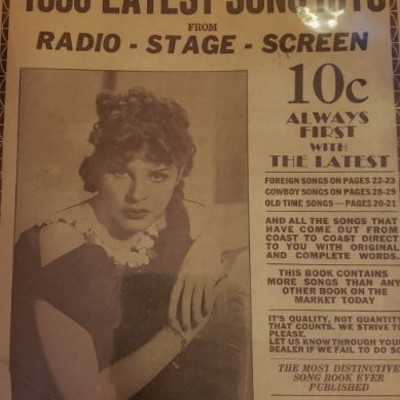 LATEST SONG HITS
FROM
RADIO - STAGE - SCREEN
10c
ALWAYS
FIRST
WITH
THE LATEST
FOREIGN SONGS ON PAGES 22-23
COWBOY SONGS ON PAGES 28-29
OLD TIME SONGS — PAGES 20-21
AND ALL THE SONGS THAT
HAVE COME OUT FROM
COAST TO COAST DIRECT
TO YOU WITH ORIGINAL
AND COMPLETE WORDS.
THIS BOOK CONTAINS
MORE SONGS THAN ANY
OTHER BOOK ON THE
MARKET TODAY
IT'S QUALITY, NOT QUANTITY
THAT COUNTS. WE STRIVE TO
PLEASE.
LET US KNOW THROUGH YOUR
DEALER IF WE FAIL TO DO SO
THE MOST DISTINCTIVE
SONG BOOK EVER
PUBLISHED